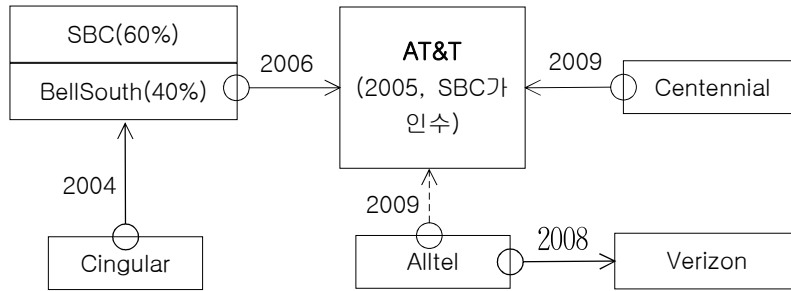 SBC(60%)
BellSouth(40%)
2006
AT&T
(2005, SBC가
인수)
2009
Centennial
2004
2009
2008
Cingular
Alltel
Verizon